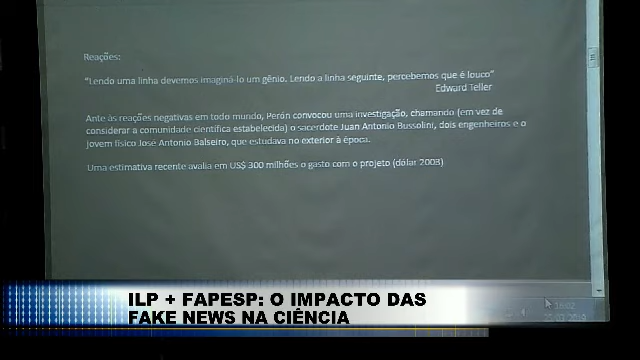 Reações:
"Lendo uma linha devemos imaginá-lo um gênio. Lendo a linha seguinte, percebemos que é louco"
Edward Teller
Ante às reações negativas em todo mundo, Perón convocou uma investigação, chamando (em vez de
considerar a comunidade científica estabelecida) o sacerdote Juan Antonio Bussolini, dois engenheiros e o
jovem físico José Antonio Balseiro, que estudava no exterior à época.
Uma estimativa recente avalia em US$ 300 milhões o gasto com o projeto (dólar 2003)
ILP + FAPESP: O IMPACTO DAS
FAKE NEWS NA CIÊNCIA